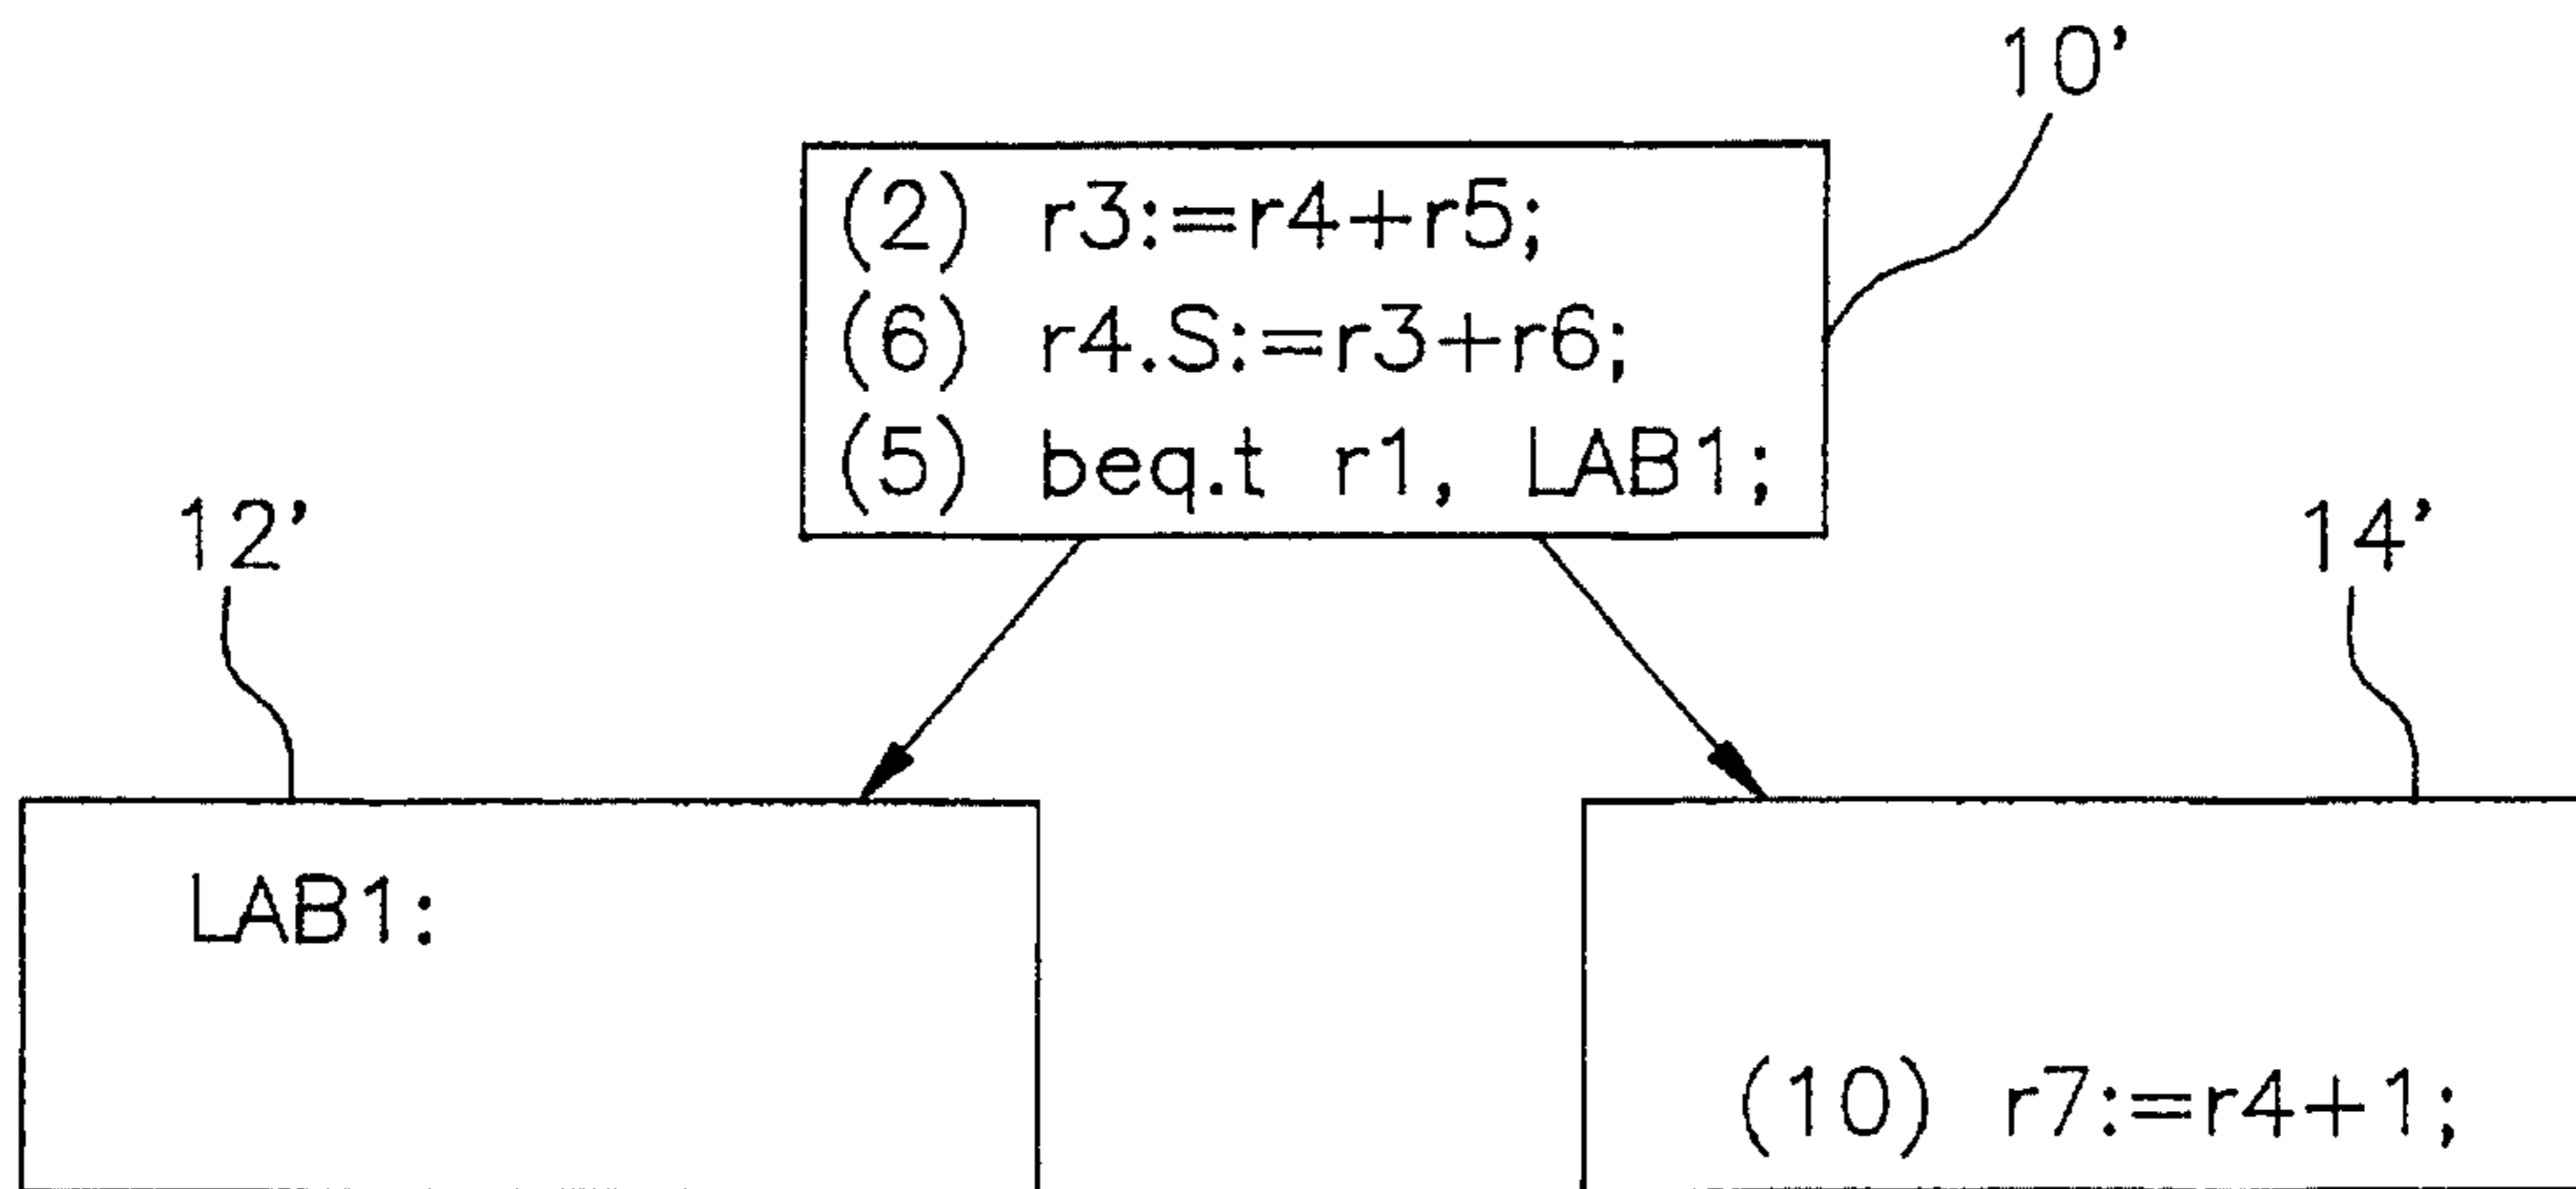 10’
(2) r3:=r4+r5;
(6) r4.S:=r3+r6;
(5) beq.t r1, LAB1;
12’
14’
LAB1:
(10) r7:=r4+1;